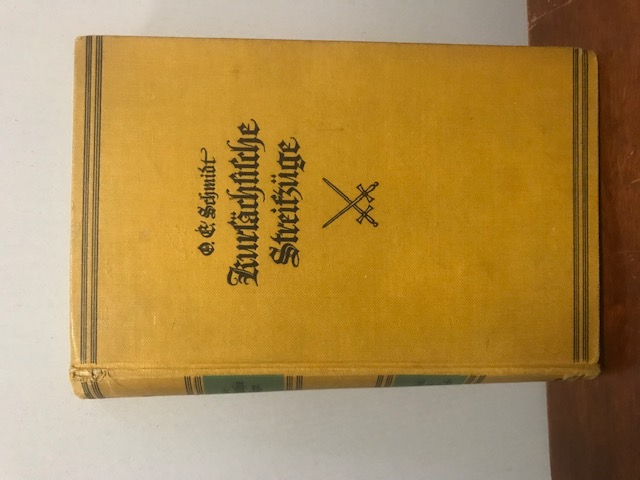 O. E. Schmidt
Kursächsische
Streifzüge